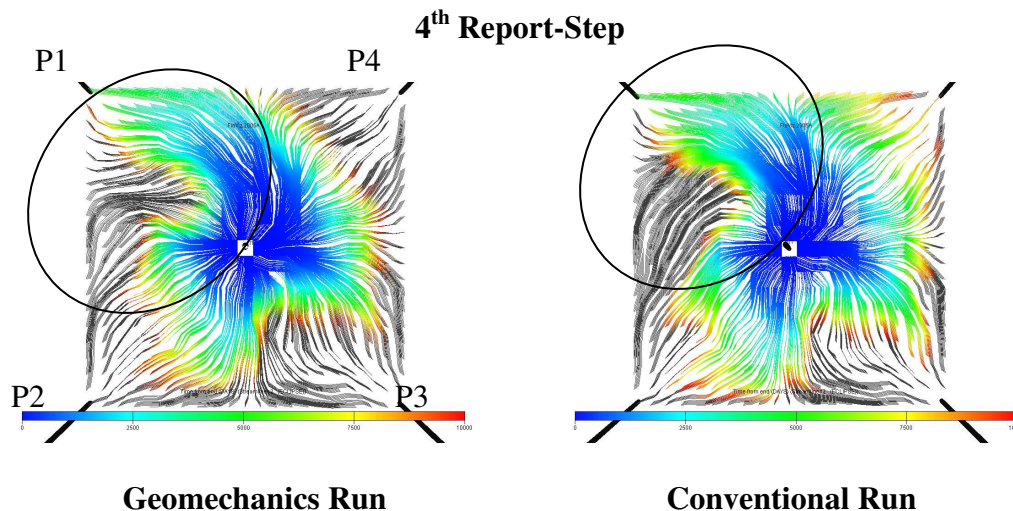 4th Report-Step
P1 P4
P2 P3
0 2500 5000 7500 10000
0 2500 5000 7500
Geomechanics Run Conventional Run